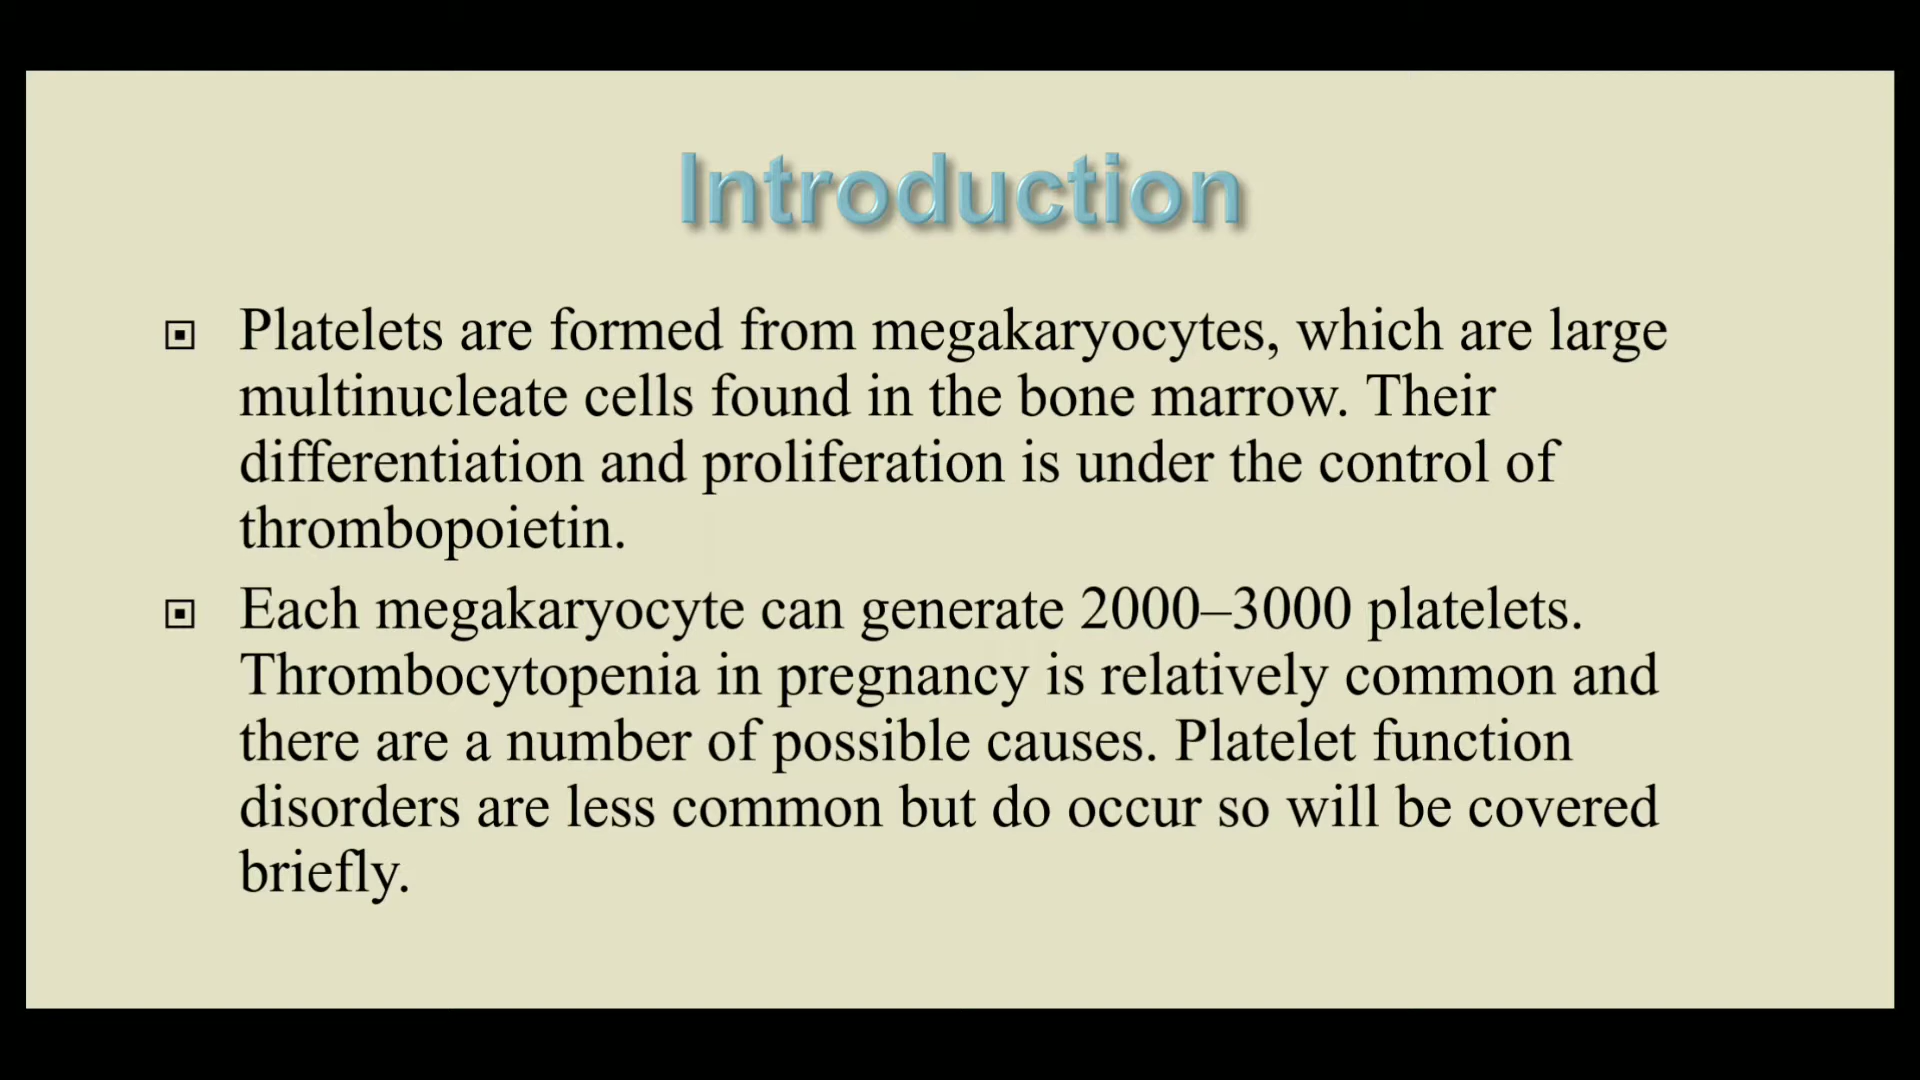 Introduction
Platelets are formed from megakaryocytes, which are large
multinucleate cells found in the bone marrow. Their
differentiation and proliferation is under the control of
thrombopoietin.
Each megakaryocyte can generate 2000–3000 platelets.
Thrombocytopenia in pregnancy is relatively common and
there are a number of possible causes. Platelet function
disorders are less common but do occur so will be covered
briefly.